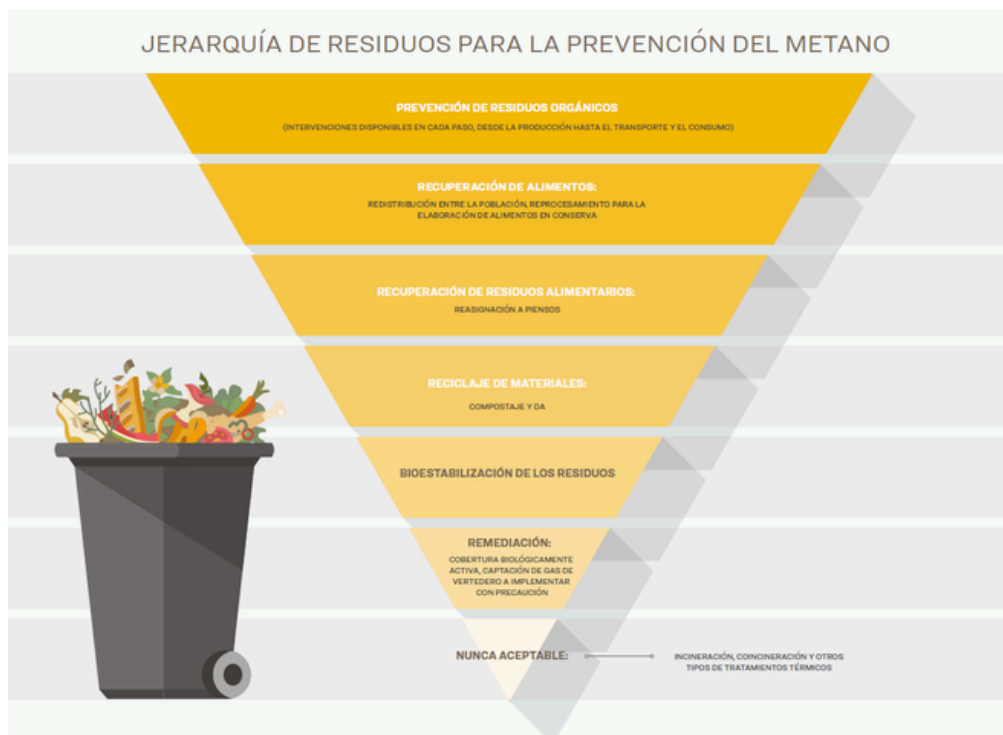 JERARQUÍA DE RESIDUOS PARA LA PREVENCIÓN DEL METANO
PREVENCIÓN DE RESIDUOS ORGÁNICOS
(INTERVENCIONES DISPONIBLES EN CADA PASO, DESDE LA PRODUCCIÓN HASTA EL TRANSPORTE Y EL CONSUMO)
RECUPERACIÓN DE ALIMENTOS:
REDISTRIBUCIÓN ENTRE LA POBLACIÓN, REPROCESAMIENTO PARA LA
ELABORACIÓN DE ALIMENTOS EN CONSERVA
RECUPERACIÓN DE RESIDUOS ALIMENTARIOS:
REASIGNACIÓN A PIENSOS
RECICLAJE DE MATERIALES:
COMPOSTAJE Y DA
BIOESTABILIZACIÓN DE LOS RESIDUOS
REMEDIACIÓN:
COBERTURA BIOLÓGICAMENTE
ACTIVA, CAPTACIÓN DE GAS DE
VERTEDERO A IMPLEMENTAR
CON PRECAUCIÓN
NUNCA ACEPTABLE:
INCINERACIÓN, COINCINERACIÓN Y OTROS
TIPOS DE TRATAMIENTOS TÉRMICOS